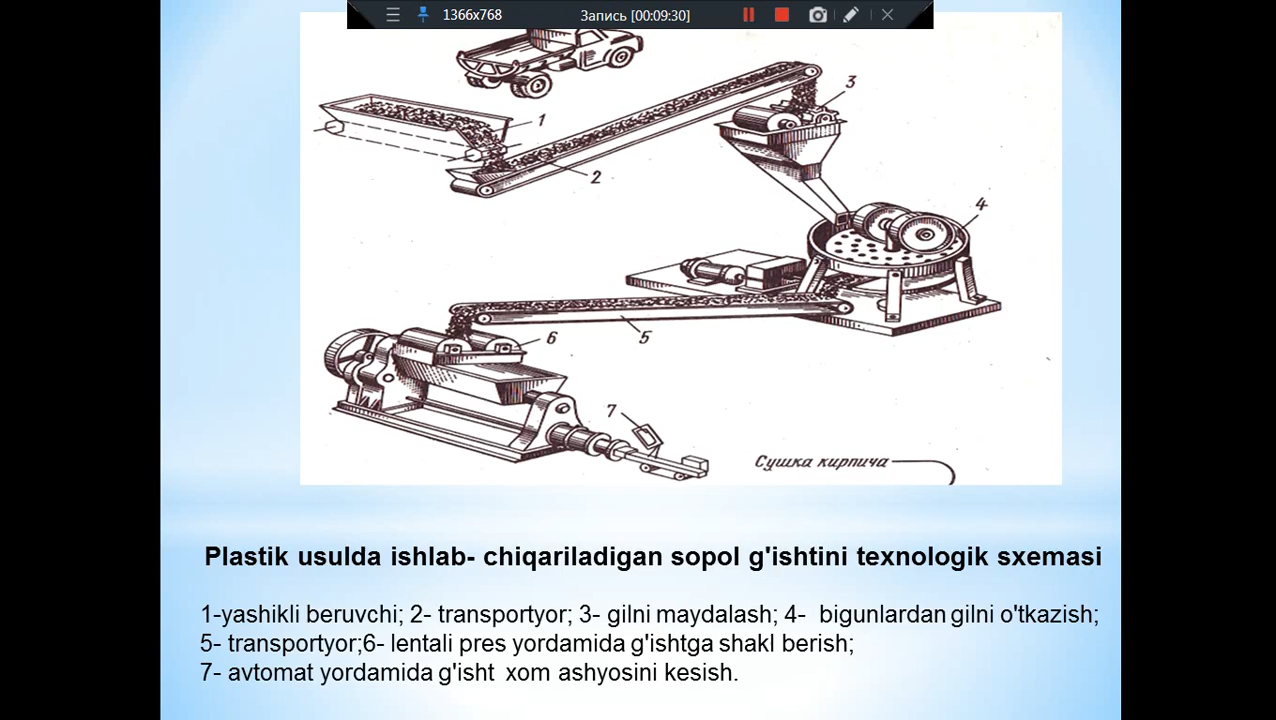 1366x768 Запись [00:09:30]
1
2
3
4
5
6
7
Сушка кирпича
Plastik usulda ishlab- chiqariladigan sopol g'ishtini texnologik sxemasi
1-yashikli beruvchi; 2- transportyor; 3- gilni maydalash; 4- bigunlardan gilni o'tkazish;
5- transportyor;6- lentali pres yordamida g'ishtga shakl berish;
7- avtomat yordamida g'isht xom ashyosini kesish.